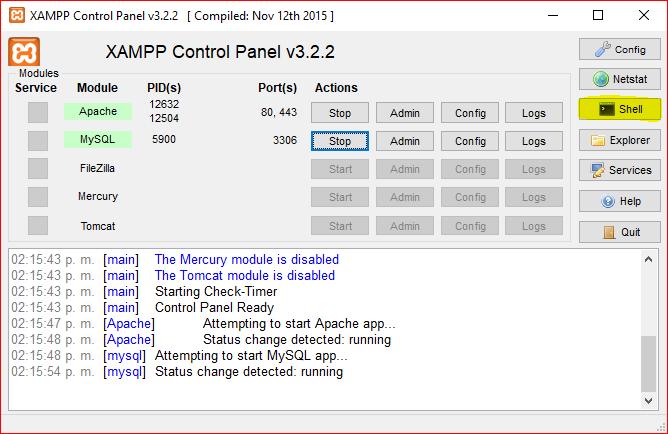 XAMPP Control Panel v3.2.2   [ Compiled: Nov 12th 2015 ]
XAMPP Control Panel v3.2.2
Config
Netstat
Shell
Explorer
Services
Help
Quit
Modules
Service Module PID(s) Port(s) Actions
Apache 12632 12504 80, 443 Stop Admin Config Logs
MySQL 5900 3306 Stop Admin Config Logs
FileZilla Start Admin Config Logs
Mercury Start Admin Config Logs
Tomcat Start Admin Config Logs
02:15:43 p. m. [main] The Mercury module is disabled
02:15:43 p. m. [main] The Tomcat module is disabled
02:15:43 p. m. [main] Starting Check-Timer
02:15:43 p. m. [main] Control Panel Ready
02:15:47 p. m. [Apache] Attempting to start Apache app...
02:15:48 p. m. [Apache] Status change detected: running
02:15:48 p. m. [mysql] Attempting to start MySQL app...
02:15:54 p. m. [mysql] Status change detected: running